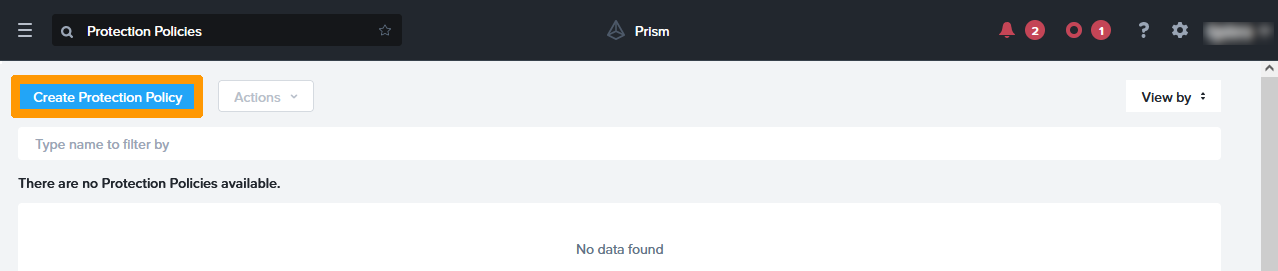 Protection Policies
Prism
2
1
?
Create Protection Policy
Actions
View by
Type name to filter by
There are no Protection Policies available.
No data found